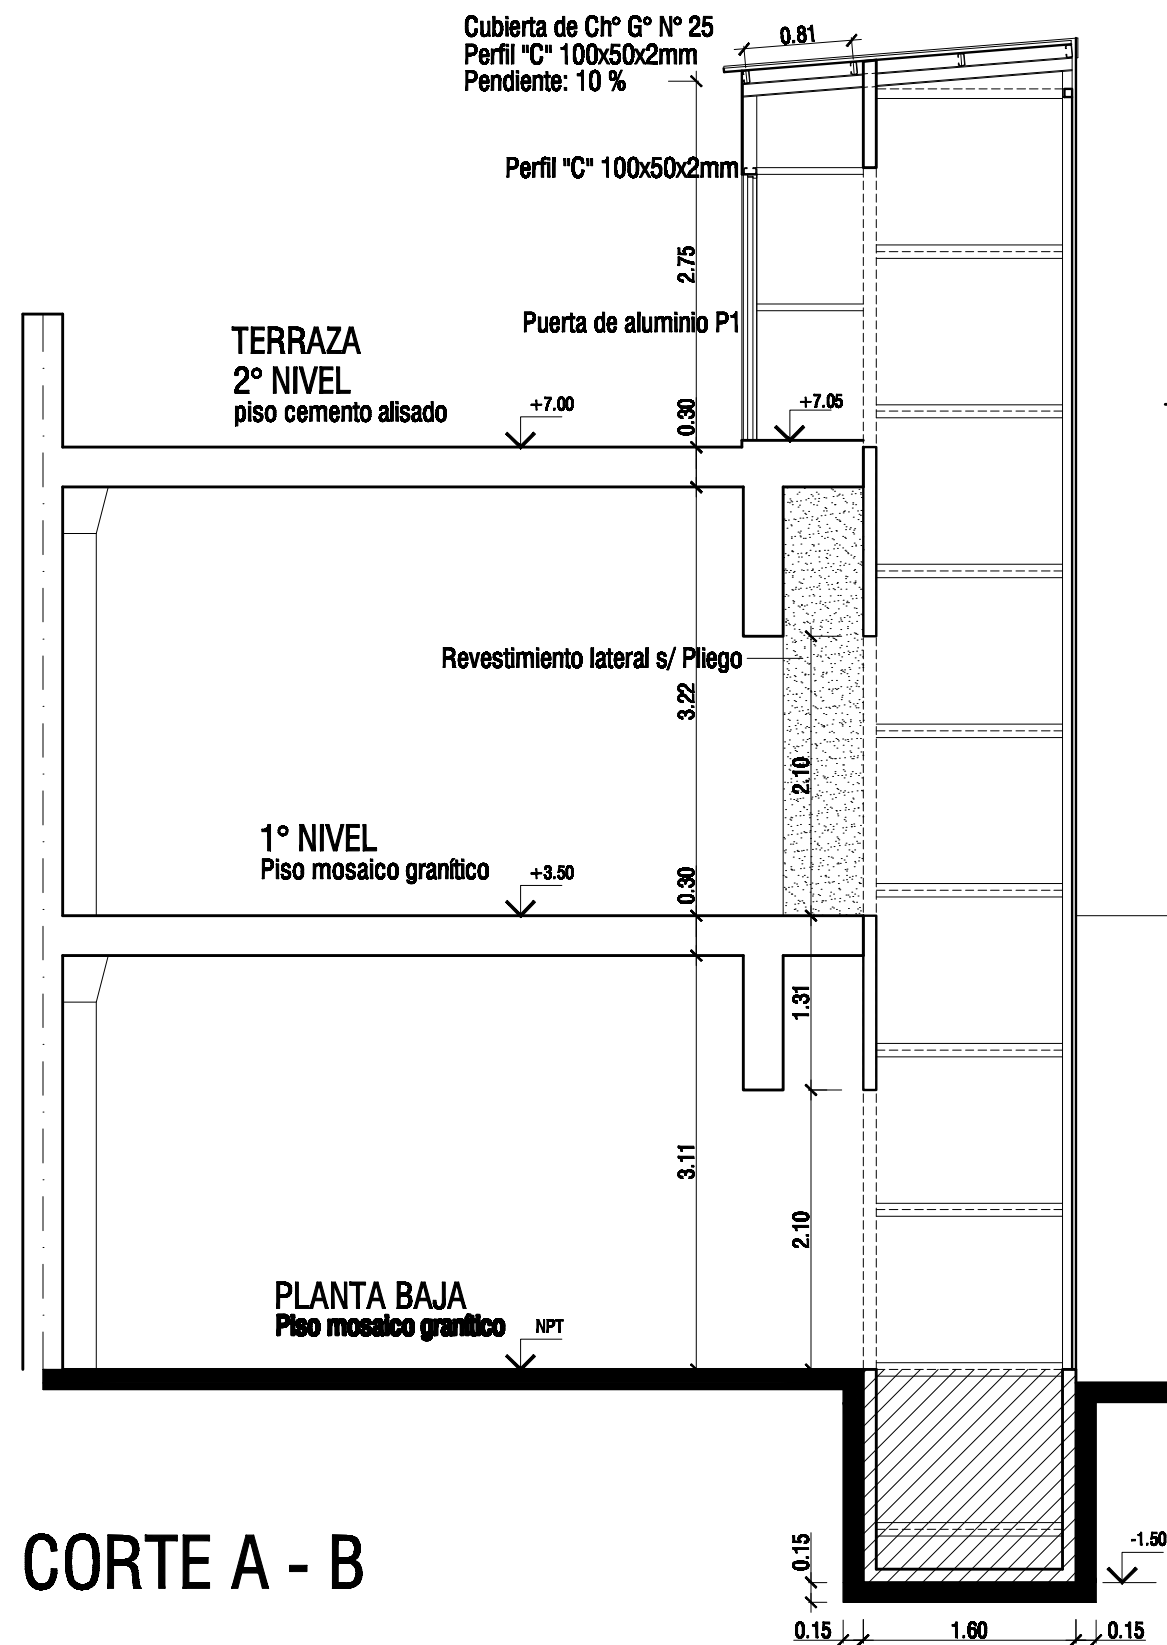 Cubierta de Ch° G° N° 25
Perfil "C" 100x50x2mm
Pendiente: 10 %
0.81
Perfil "C" 100x50x2mm
2.75
Puerta de aluminio P1
TERRAZA
2° NIVEL
piso cemento alisado
+7.00
0.30
+7.05
Revestimiento lateral s/ Pliego
3.22
2.10
1° NIVEL
Piso mosaico granítico
+3.50
0.30
1.31
3.11
2.10
PLANTA BAJA
Piso mosaico granítico
NPT
CORTE A - B
0.15
-1.50
0.15
1.60
0.15